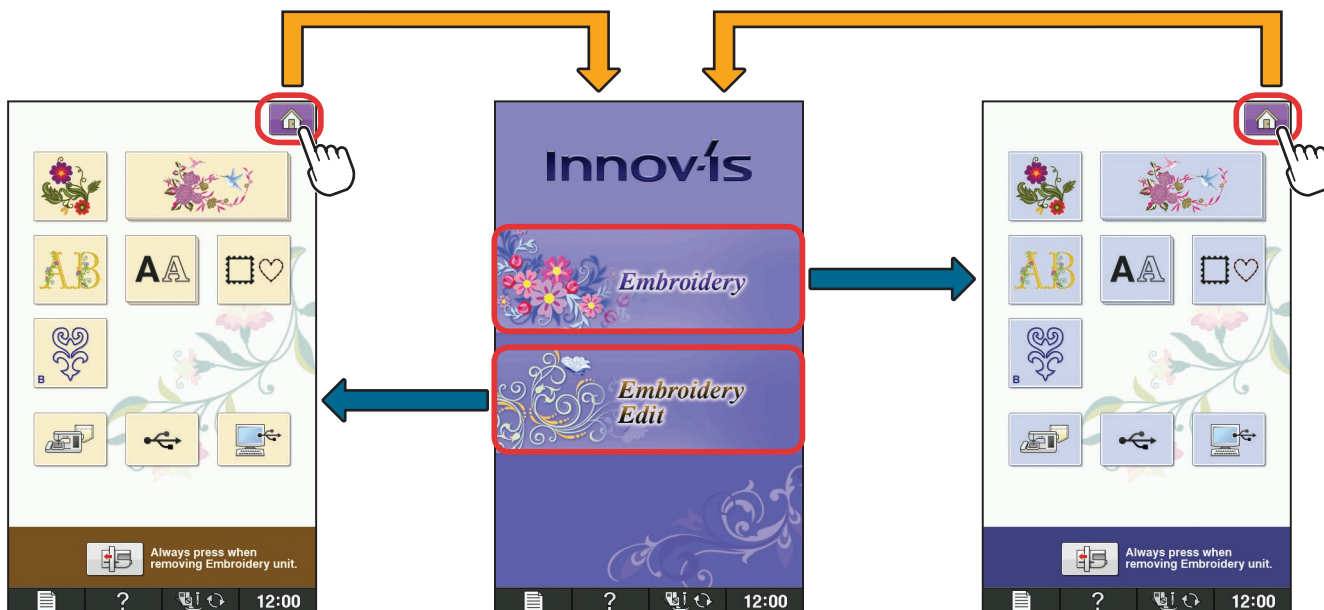 AB
AA
B
Always press when
removing Embroidery unit.
? 12:00
Innov-is
Embroidery
Embroidery
Edit
? 12:00
AB
AA
B
Always press when
removing Embroidery unit.
? 12:00